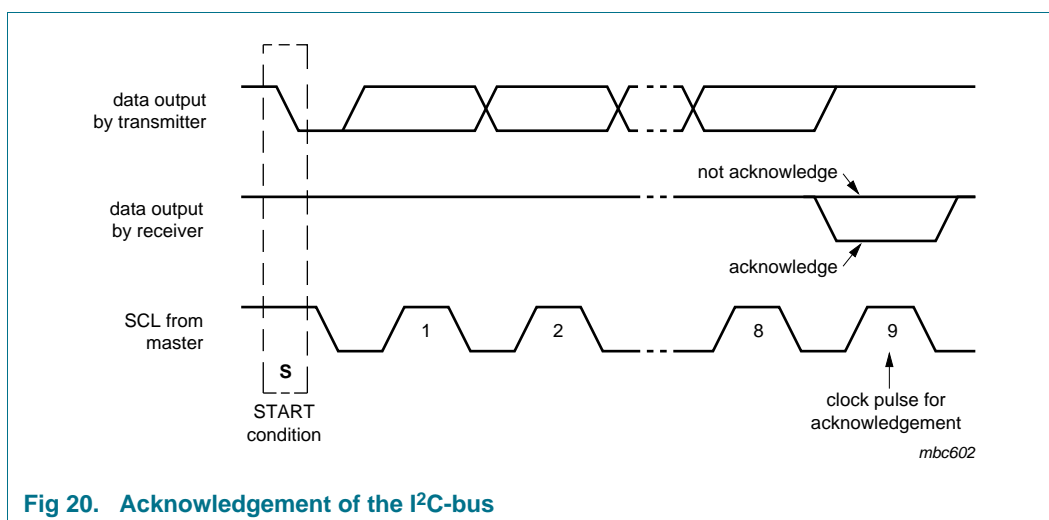 data output
by transmitter
not acknowledge
data output
by receiver
acknowledge
SCL from
master
1
2
8
9
S
START
condition
clock pulse for
acknowledgement
mbc602
Fig 20. Acknowledgement of the I²C-bus